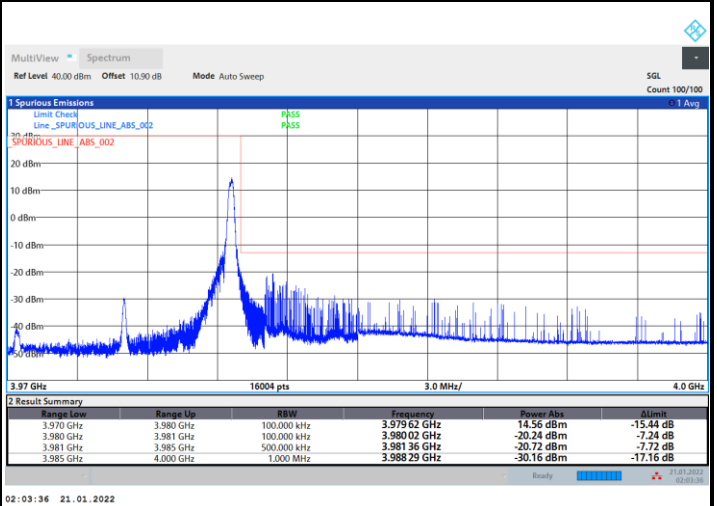 MultiView Spectrum
Ref Level 40.00 dBm Offset 10.90 dB Mode Auto Sweep SGL
Count 100/100
1 Spurious Emissions 1 Avg
Limit Check PASS
Line _SPURIOUS_LINE_ABS_002 PASS
30 dBm
_SPURIOUS_LINE_ABS_002
20 dBm
10 dBm
0 dBm
-10 dBm
-20 dBm
-30 dBm
-40 dBm
-50 dBm
3.97 GHz 16004 pts 3.0 MHz/ 4.0 GHz
2 Result Summary
Range Low Range Up RBW Frequency Power Abs ΔLimit
3.970 GHz 3.980 GHz 100.000 kHz 3.979 62 GHz 14.56 dBm -15.44 dB
3.980 GHz 3.981 GHz 100.000 kHz 3.980 02 GHz -20.24 dBm -7.24 dB
3.981 GHz 3.985 GHz 500.000 kHz 3.981 36 GHz -20.72 dBm -7.72 dB
3.985 GHz 4.000 GHz 1.000 MHz 3.988 29 GHz -30.16 dBm -17.16 dB
Ready 21.01.2022
02:03:36
02:03:36 21.01.2022